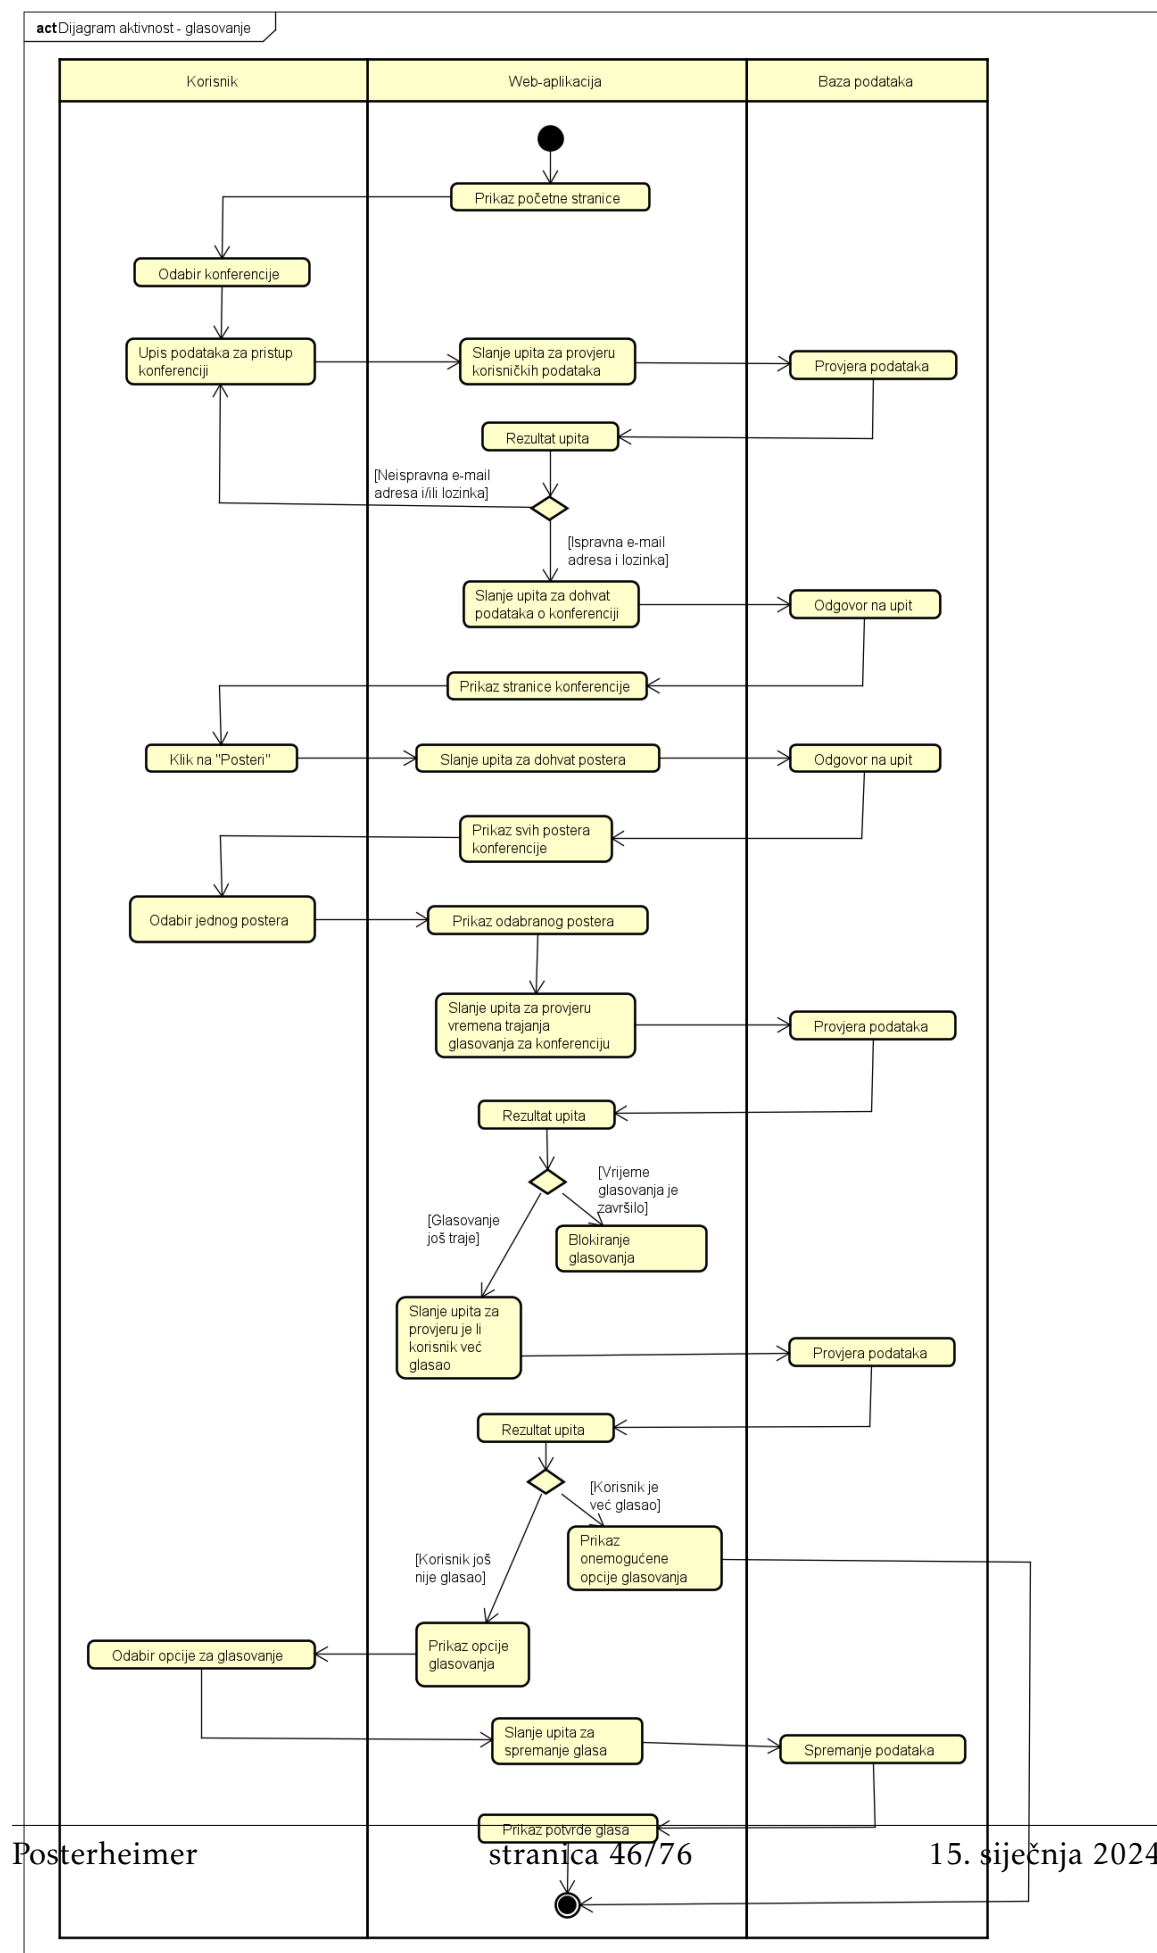 act Dijagram aktivnost - glasovanje
Korisnik
Web-aplikacija
Baza podataka
Prikaz početne stranice
Odabir konferencije
Upis podataka za pristup
konferenciji
Slanje upita za provjeru
korisničkih podataka
Provjera podataka
Rezultat upita
[Neispravna e-mail
adresa i/ili lozinka]
[Ispravna e-mail
adresa i lozinka]
Slanje upita za dohvat
podataka o konferenciji
Odgovor na upit
Prikaz stranice konferencije
Klik na "Posteri"
Slanje upita za dohvat postera
Odgovor na upit
Prikaz svih postera
konferencije
Odabir jednog postera
Prikaz odabranog postera
Slanje upita za provjeru
vremena trajanja
glasovanja za konferenciju
Provjera podataka
Rezultat upita
[Vrijeme
glasovanja je
završilo]
[Glasovanje
još traje]
Blokiranje
glasovanja
Slanje upita za
provjeru je li
korisnik već
glasao
Provjera podataka
Rezultat upita
[Korisnik je
već glasao]
Prikaz
onemogućene
opcije glasovanja
[Korisnik još
nije glasao]
Prikaz opcije
glasovanja
Odabir opcije za glasovanje
Slanje upita za
spremanje glasa
Spremanje podataka
Prikaz potvrde glasa
Posterheimer
stranica 46/76
15. siječnja 2024